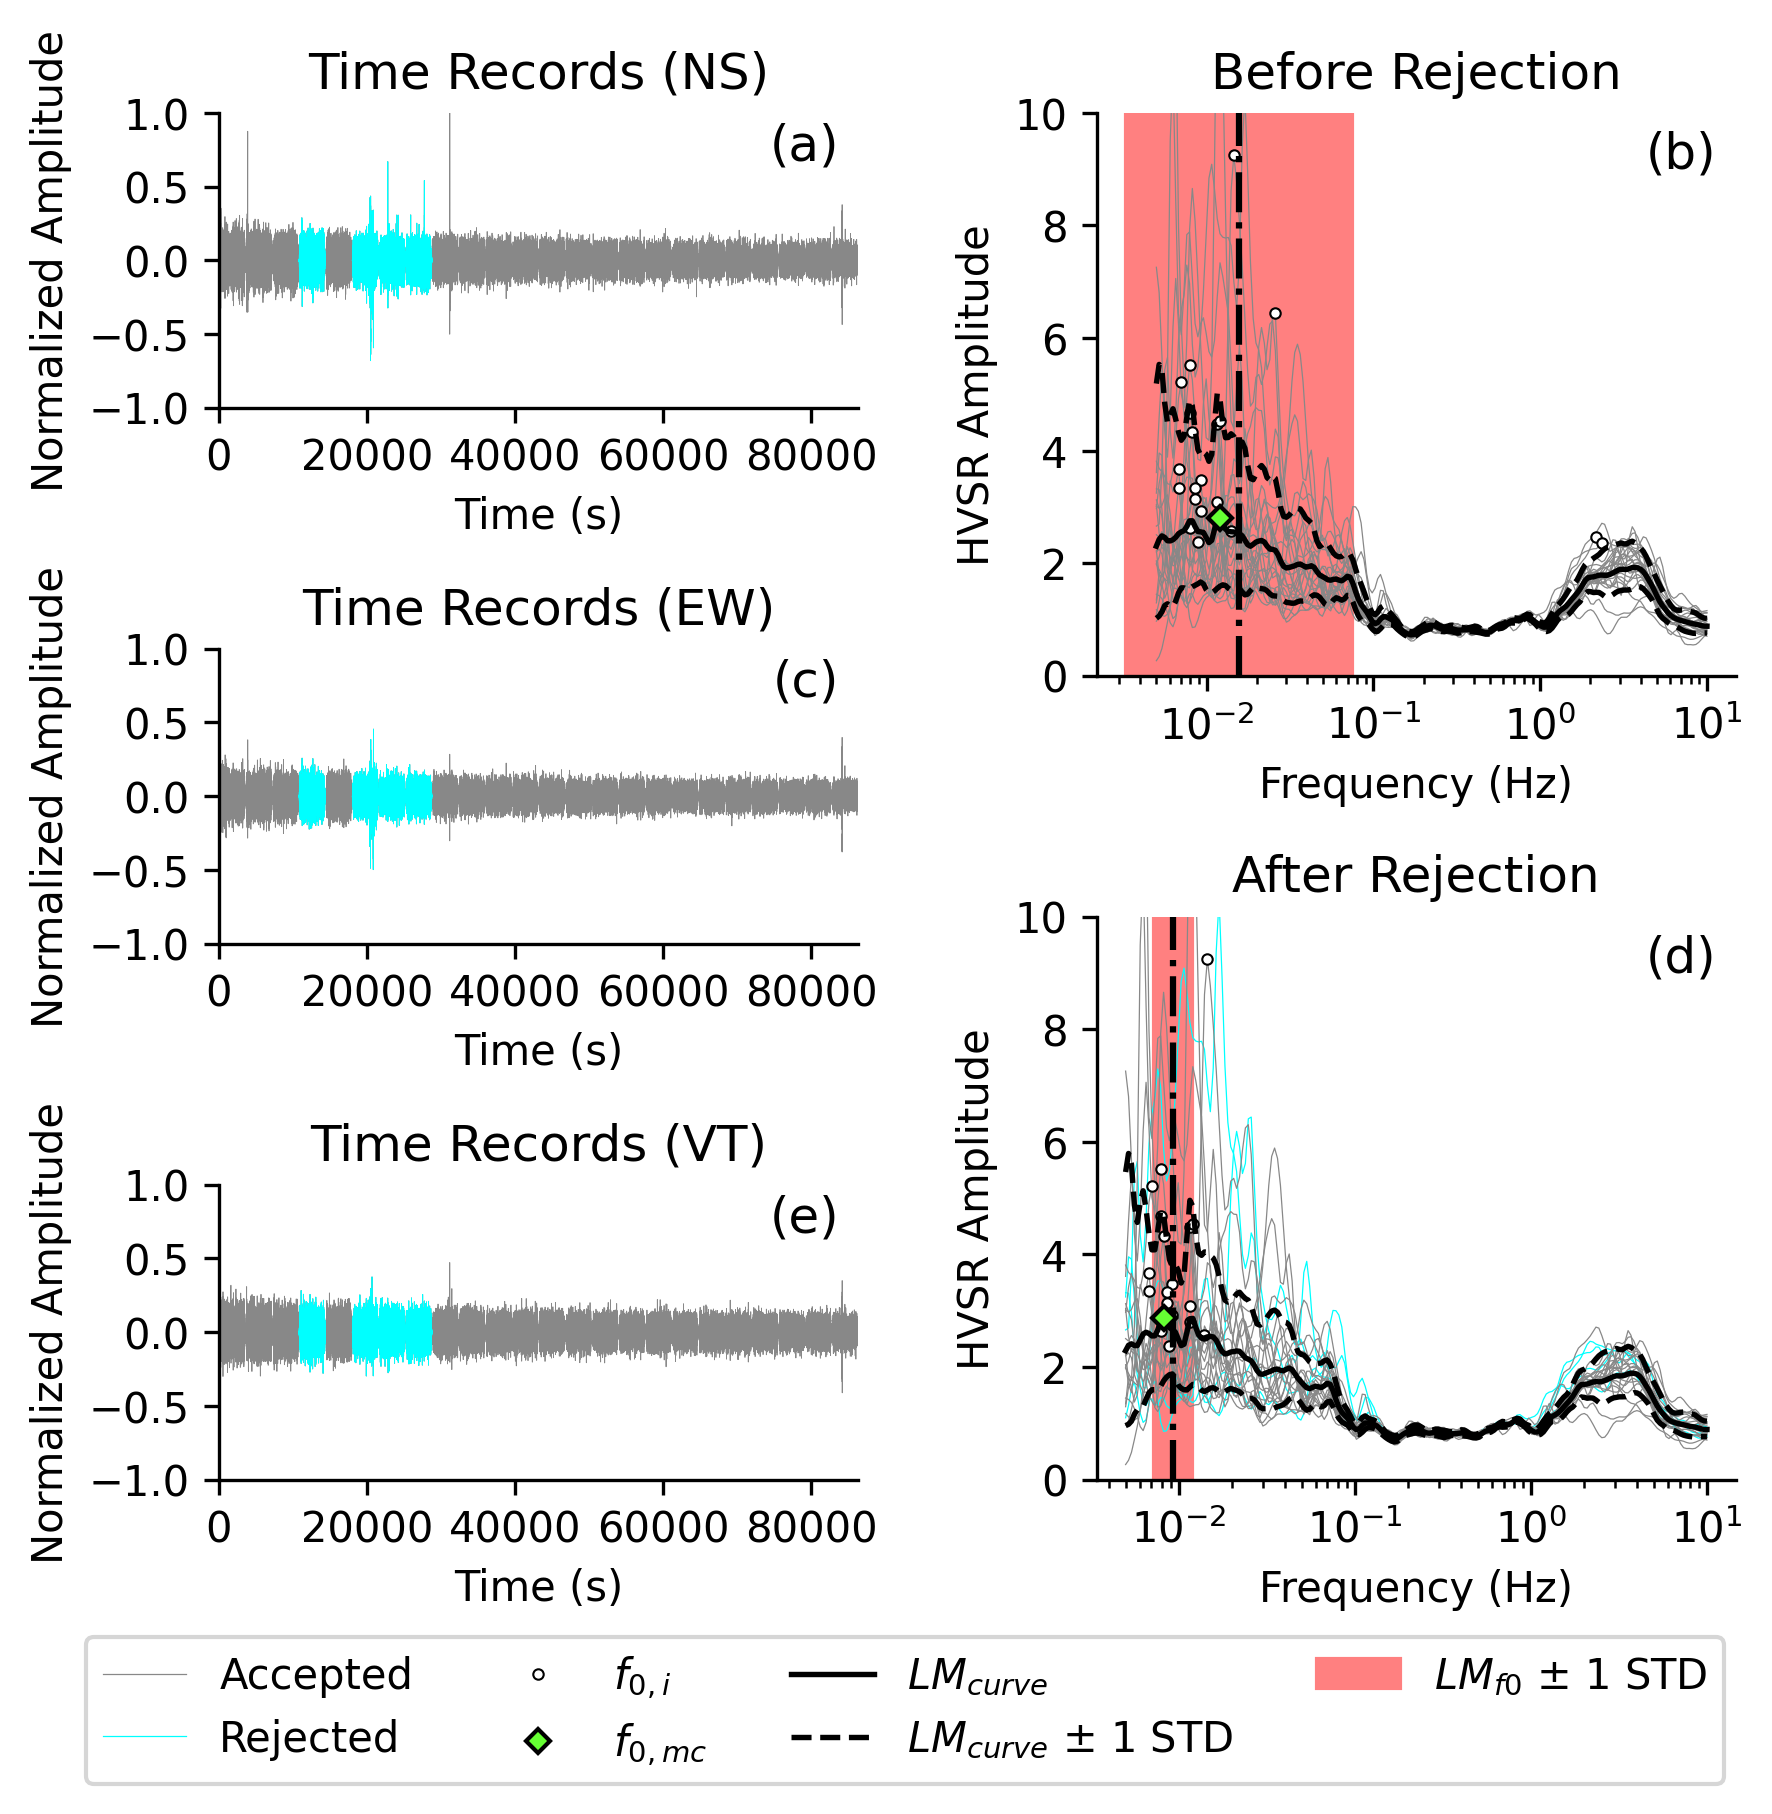 Time Records (NS)
Normalized Amplitude
1.0
0.5
0.0
−0.5
−1.0
(a)
0 20000 40000 60000 80000
Time (s)
Before Rejection
HVSR Amplitude
10
8
6
4
2
0
(b)
10⁻² 10⁻¹ 10⁰ 10¹
Frequency (Hz)
Time Records (EW)
Normalized Amplitude
1.0
0.5
0.0
−0.5
−1.0
(c)
0 20000 40000 60000 80000
Time (s)
After Rejection
HVSR Amplitude
10
8
6
4
2
0
(d)
10⁻² 10⁻¹ 10⁰ 10¹
Frequency (Hz)
Time Records (VT)
Normalized Amplitude
1.0
0.5
0.0
−0.5
−1.0
(e)
0 20000 40000 60000 80000
Time (s)
Accepted
Rejected
f0,i
f0,mc
LMcurve
LMcurve ± 1 STD
LMf0 ± 1 STD